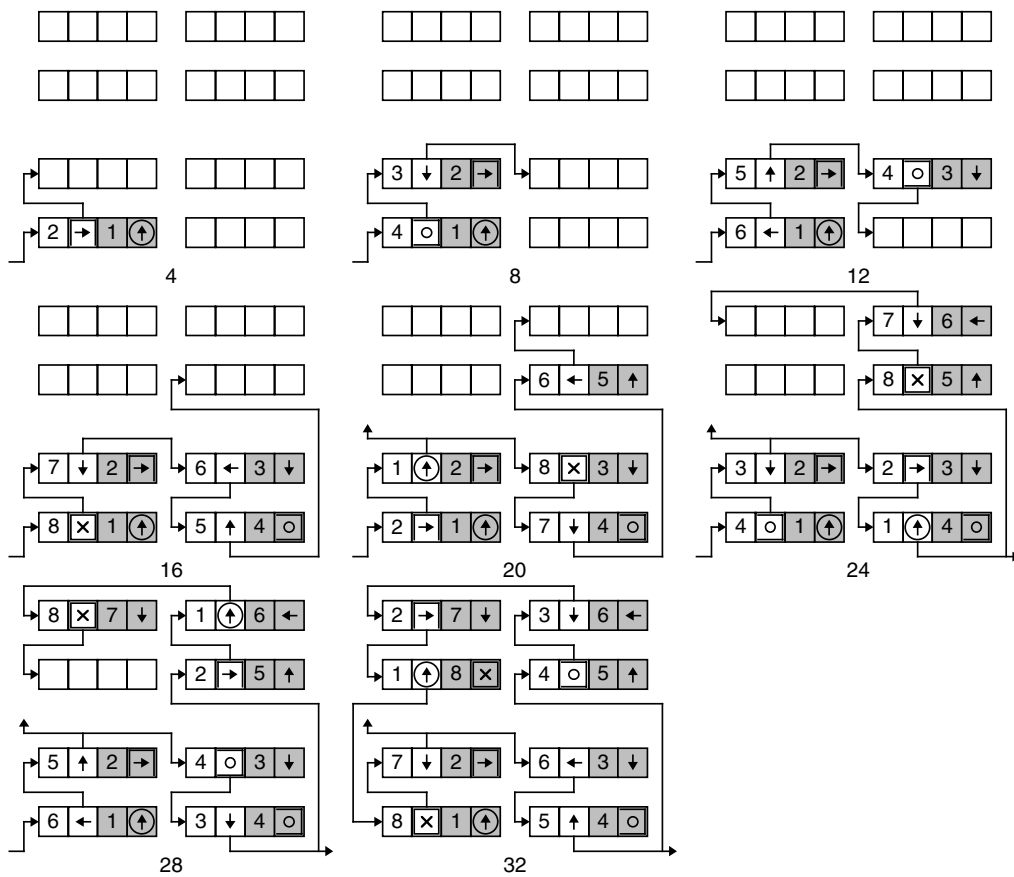 2 → 1 ↑
4 
3 ↓ 2 →
4 ○ 1 ↑
8
5 ↑ 2 → 4 ○ 3 ↓
6 ← 1 ↑
12
7 ↓ 2 → 6 ← 3 ↓
8 × 1 ↑ 5 ↑ 4 ○
16
6 ← 5 ↑
1 ↑ 2 → 8 × 3 ↓
2 → 1 ↑ 7 ↓ 4 ○
20
7 ↓ 6 ←
8 × 5 ↑
3 ↓ 2 → 2 → 3 ↓
4 ○ 1 ↑ 1 ↑ 4 ○
24
8 × 7 ↓ 1 ↑ 6 ←
2 → 5 ↑
5 ↑ 2 → 4 ○ 3 ↓
6 ← 1 ↑ 3 ↓ 4 ○
28
2 → 7 ↓ 3 ↓ 6 ←
1 ↑ 8 × 4 ○ 5 ↑
7 ↓ 2 → 6 ← 3 ↓
8 × 1 ↑ 5 ↑ 4 ○
32